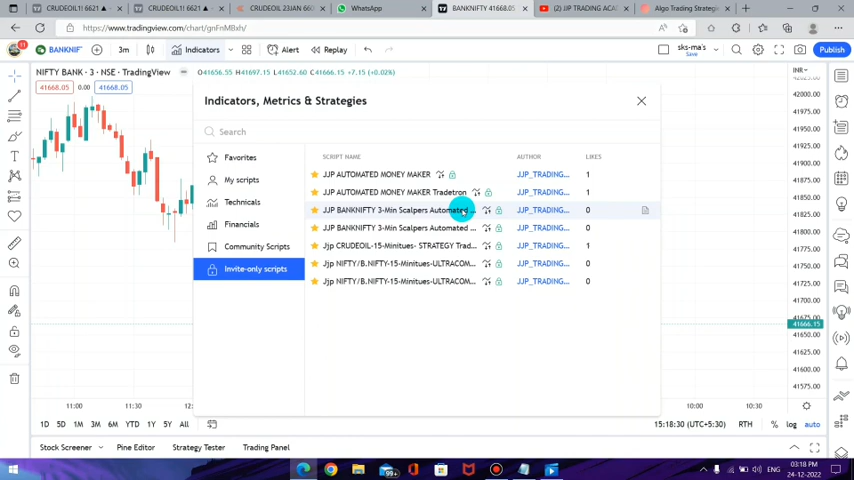 CRUDEOIL1! 6621 ▲
CRUDEOIL1! 6621 ▲
CRUDEOIL 23JAN 660
WhatsApp
BANKNIFTY 41668.05
(2) JJP TRADING ACAD
Algo Trading Strategie
https://www.tradingview.com/chart/gnFnMBxh/
11
BANKNIF
3m
Indicators
Alert
Replay
sks-ma's
Save
Publish
NIFTY BANK · 3 · NSE · TradingView
O41656.55 H41697.15 L41652.60 C41666.15 +7.15 (+0.02%)
INR
41668.05
0.00
41668.05
Indicators, Metrics & Strategies
Search
SCRIPT NAME
AUTHOR
LIKES
Favorites
My scripts
Technicals
Financials
Community Scripts
Invite-only scripts
JJP AUTOMATED MONEY MAKER
JJP_TRADING...
1
JJP AUTOMATED MONEY MAKER Tradetron
JJP_TRADING...
1
JJP BANKNIFTY 3-Min Scalpers Automated ...
JJP_TRADING...
0
JJP BANKNIFTY 3-Min Scalpers Automated ...
JJP_TRADING...
0
Jjp CRUDEOIL-15-Minitues- STRATEGY Trad...
JJP_TRADING...
1
Jjp NIFTY/B.NIFTY-15-Minitues-ULTRACOM...
JJP_TRADING...
0
Jjp NIFTY/B.NIFTY-15-Minitues-ULTRACOM...
JJP_TRADING...
0
42000.00
41975.00
41950.00
41925.00
41900.00
41875.00
41850.00
41825.00
41800.00
41775.00
41750.00
41725.00
41700.00
41675.00
41666.15
41650.00
41625.00
41600.00
41575.00
11:00
11:30
12:
10:00
10:30
1D 5D 1M 3M 6M YTD 1Y 5Y All
15:18:30 (UTC+5:30)
RTH
%
log
auto
Stock Screener
Pine Editor
Strategy Tester
Trading Panel
99+
ENG
03:18 PM
24-12-2022